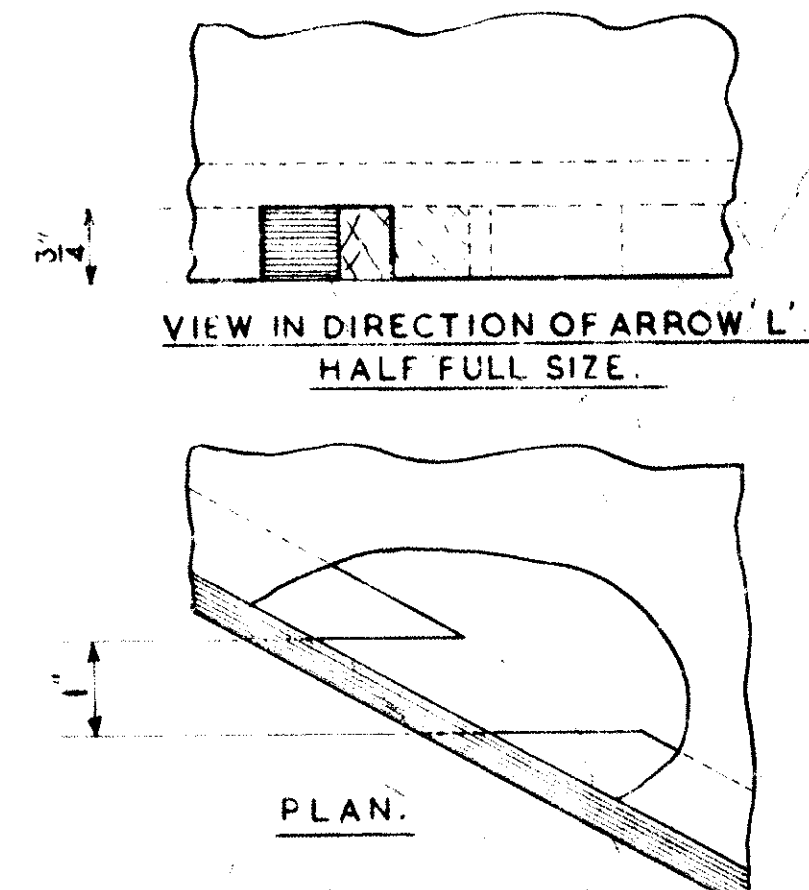 3"
4
VIEW IN DIRECTION OF ARROW 'L'.
HALF FULL SIZE.
1"
PLAN.